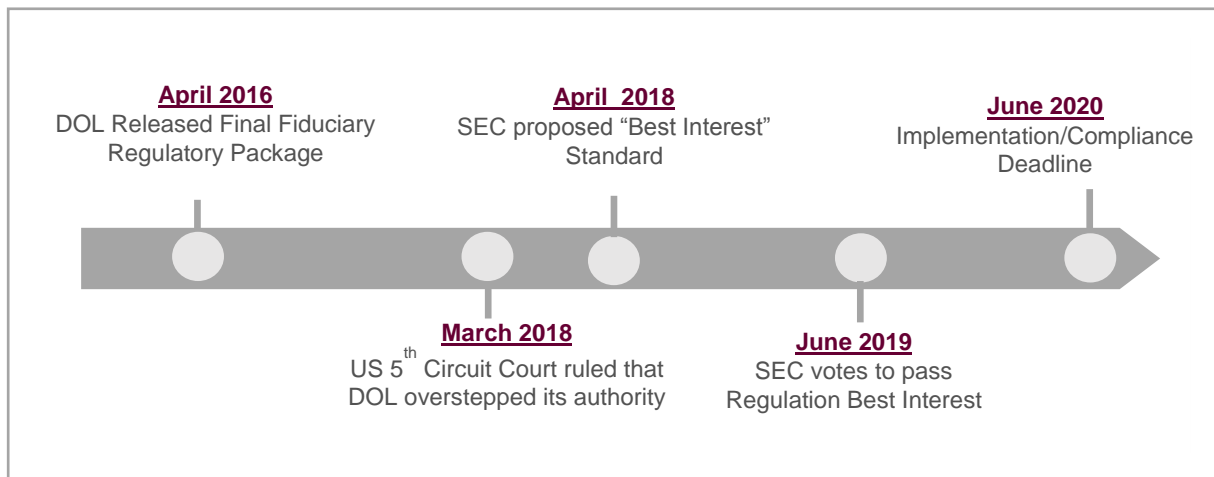 April 2016
DOL Released Final Fiduciary
Regulatory Package
April  2018
SEC proposed “Best Interest”
Standard
June 2020
Implementation/Compliance
Deadline
March 2018
US 5th Circuit Court ruled that
DOL overstepped its authority
June 2019
SEC votes to pass
Regulation Best Interest